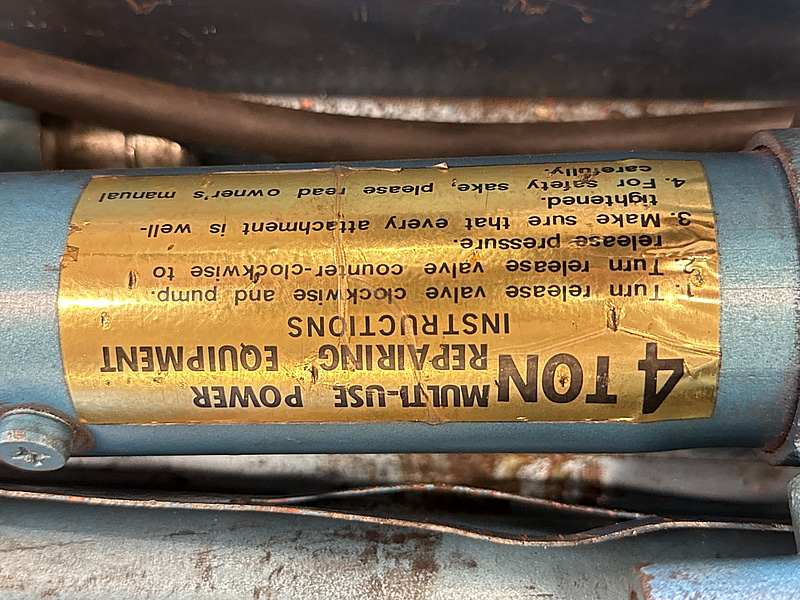 4 TON MULTI-USE POWER
REPAIRING EQUIPMENT
INSTRUCTIONS
1. Turn release valve clockwise and pump.
2. Turn release valve counter-clockwise to
release pressure.
3. Make sure that every attachment is well-
tightened.
4. For safety sake, please read owner's manual
carefully.